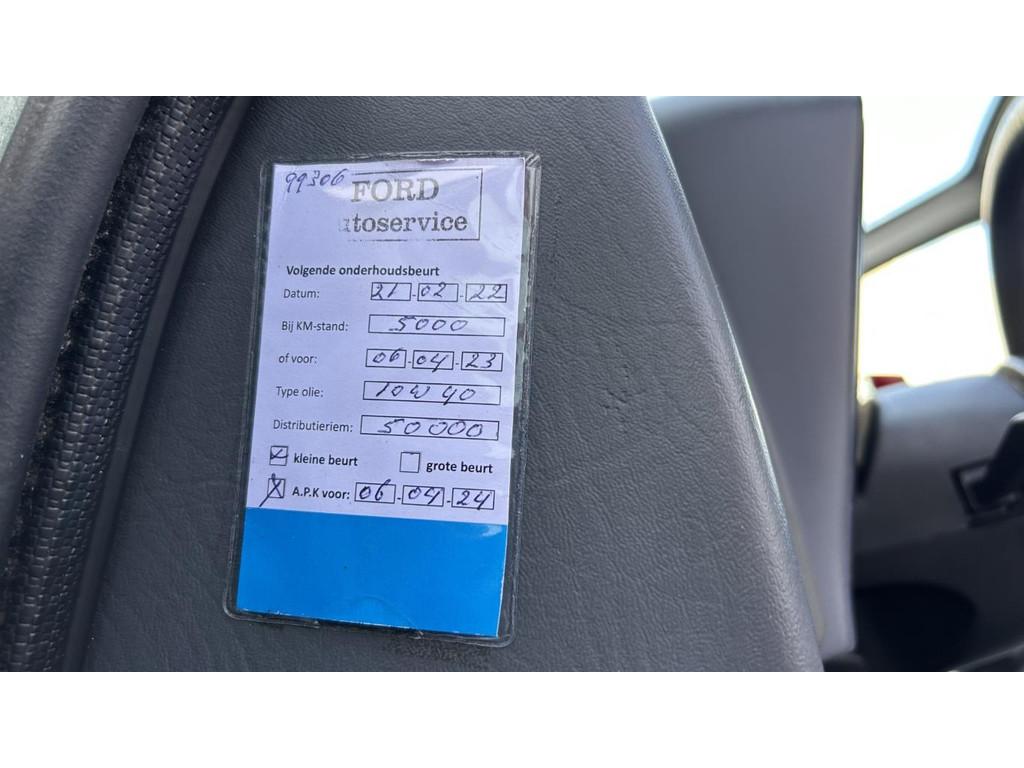 99306
FORD
utoservice
Volgende onderhoudsbeurt
Datum: 21-02-22
Bij KM-stand: 5000
of voor: 06-04-23
Type olie: 10W40
Distributieriem: 50000
kleine beurt grote beurt
A.P.K voor: 06-04-24